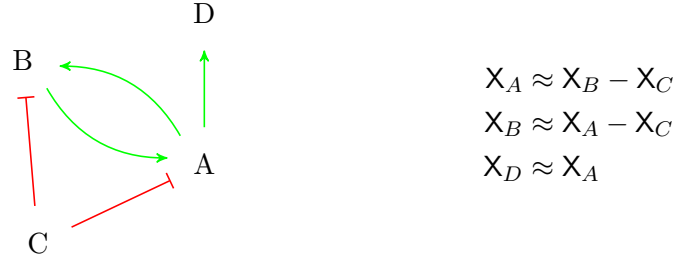 D
B
A
C
X_A ≈ X_B − X_C
X_B ≈ X_A − X_C
X_D ≈ X_A